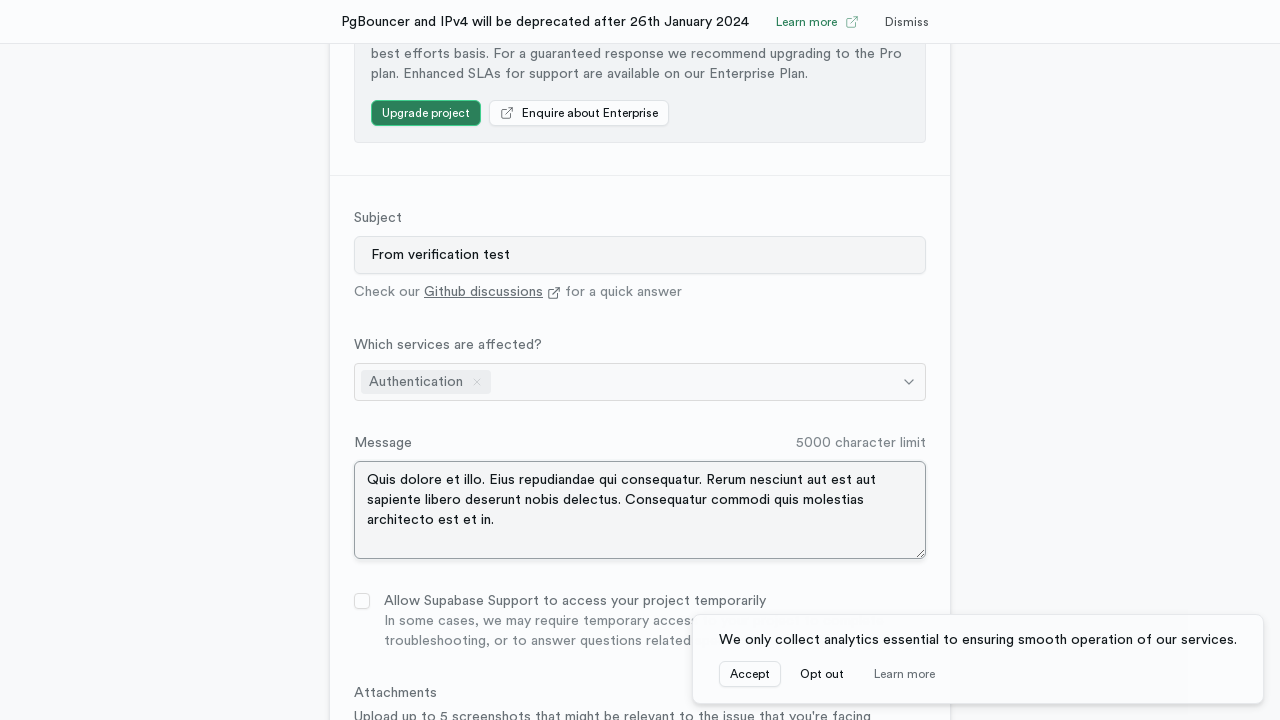 PgBouncer and IPv4 will be deprecated after 26th January 2024
Learn more
Dismiss
best efforts basis. For a guaranteed response we recommend upgrading to the Pro
plan. Enhanced SLAs for support are available on our Enterprise Plan.
Upgrade project
Enquire about Enterprise
Subject
From verification test
Check our Github discussions for a quick answer
Which services are affected?
Authentication
Message
5000 character limit
Quis dolore et illo. Eius repudiandae qui consequatur. Rerum nesciunt aut est aut
sapiente libero deserunt nobis delectus. Consequatur commodi quis molestias
architecto est et in.
Allow Supabase Support to access your project temporarily
In some cases, we may require temporary access
troubleshooting, or to answer questions related
We only collect analytics essential to ensuring smooth operation of our services.
Accept
Opt out
Learn more
Attachments
Upload up to 5 screenshots that might be relevant to the issue that you're facing